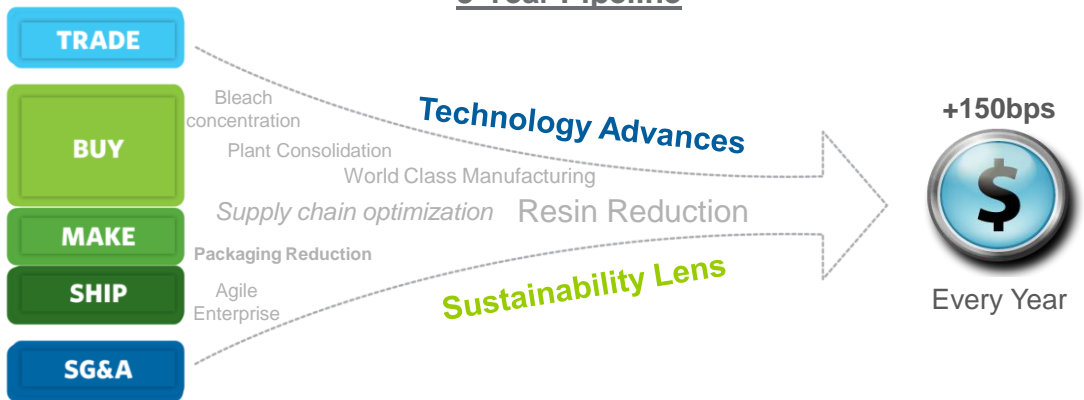 TRADE
BUY
MAKE
SHIP
SG&A
Bleach
concentration
Plant Consolidation
World Class Manufacturing
Supply chain optimization
Resin Reduction
Packaging Reduction
Agile
Enterprise
Technology Advances
Sustainability Lens
+150bps
$
Every Year